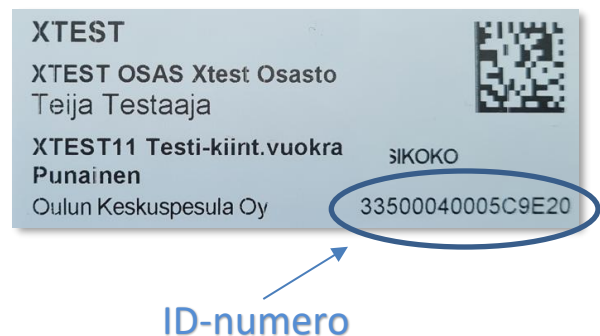 XTEST
XTEST OSAS Xtest Osasto
Teija Testaaja
XTEST11 Testi-kiint.vuokra
SIKOKO
Punainen
Oulun Keskuspesula Oy 33500040005C9E20
ID-numero